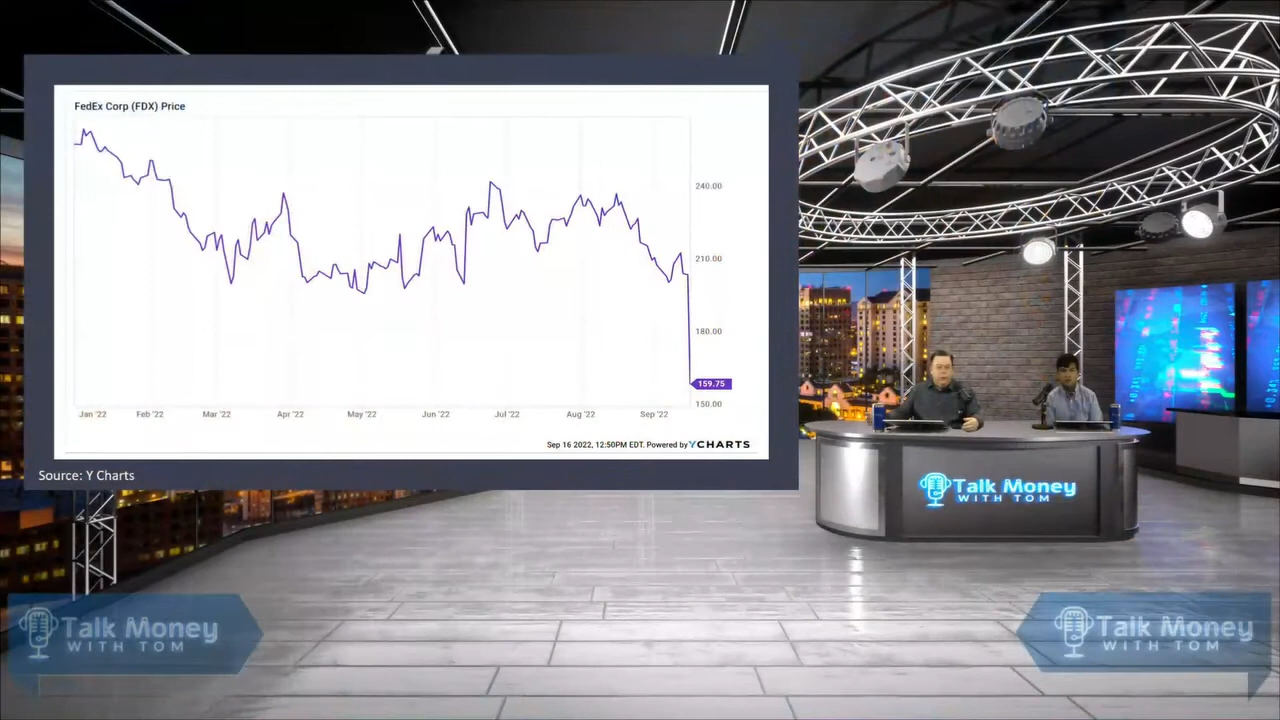 FedEx Corp (FDX) Price
240.00
210.00
180.00
159.75
150.00
Jan '22 Feb '22 Mar '22 Apr '22 May '22 Jun '22 Jul '22 Aug '22 Sep '22
Sep 16 2022, 12:50PM EDT. Powered by YCHARTS
Source: Y Charts
Talk Money
WITH TOM
Talk Money
WITH TOM
Talk Money
WITH TOM